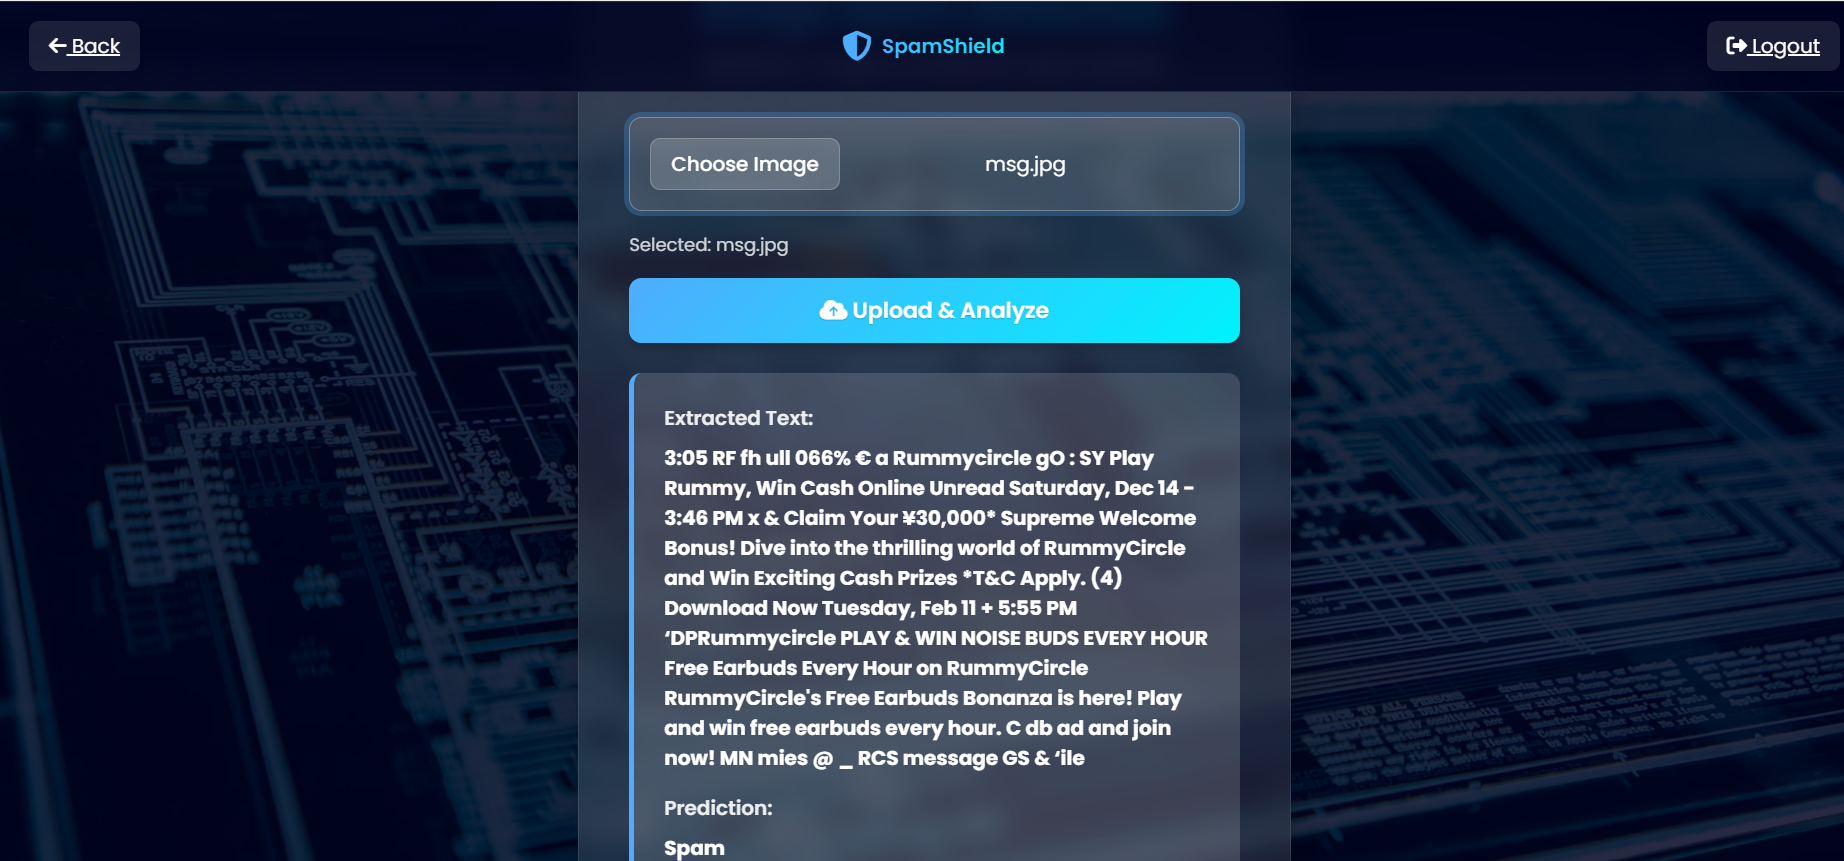 Back
SpamShield
Logout
Choose Image
msg.jpg
Selected: msg.jpg
Upload & Analyze
Extracted Text:
3:05 RF fh ull 066% € a Rummycircle gO : SY Play
Rummy, Win Cash Online Unread Saturday, Dec 14 -
3:46 PM x & Claim Your ¥30,000* Supreme Welcome
Bonus! Dive into the thrilling world of RummyCircle
and Win Exciting Cash Prizes *T&C Apply. (4)
Download Now Tuesday, Feb 11 + 5:55 PM
‘DPRummycircle PLAY & WIN NOISE BUDS EVERY HOUR
Free Earbuds Every Hour on RummyCircle
RummyCircle's Free Earbuds Bonanza is here! Play
and win free earbuds every hour. C db ad and join
now! MN mies @ _ RCS message GS & ‘ile
Prediction:
Spam